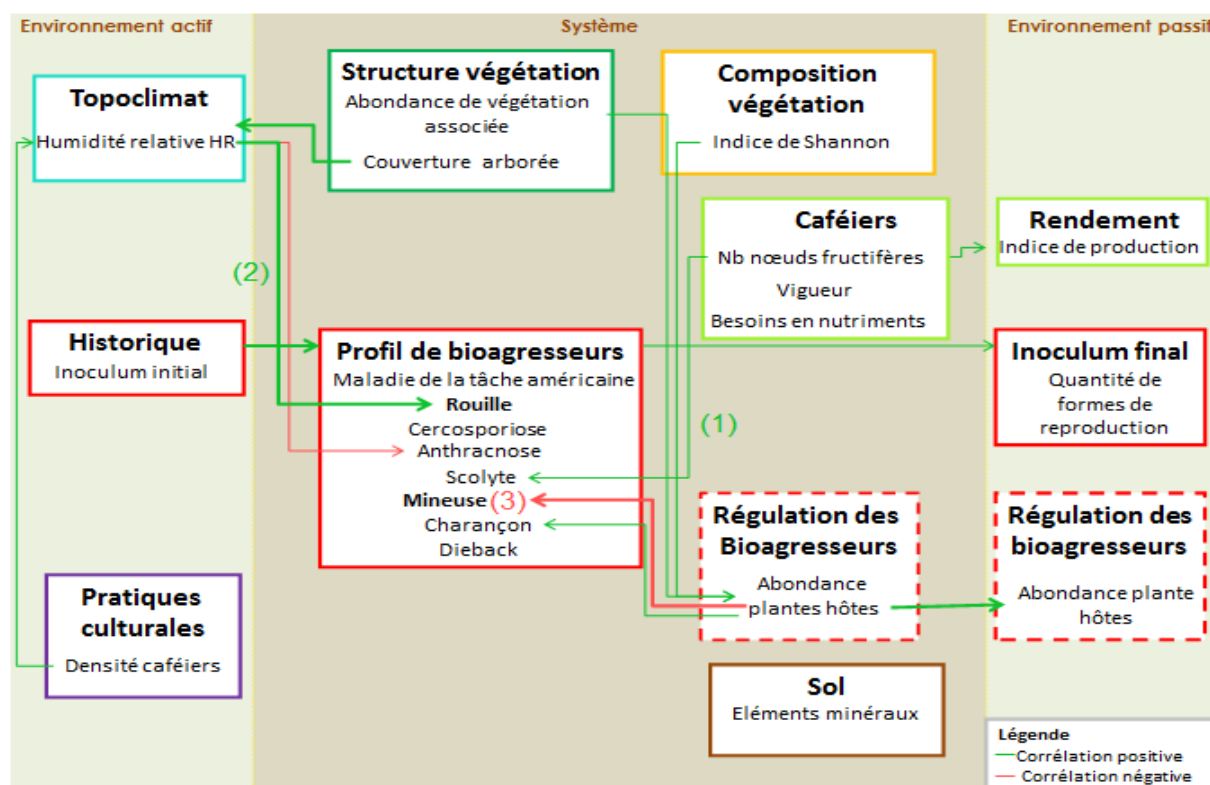 Environnement actif
Système
Environnement passif
Topoclimat
Humidité relative HR
Structure végétation
Abondance de végétation
associée
Couverture arborée
Composition
végétation
Indice de Shannon
Caféiers
Nb nœuds fructifères
Vigueur
Besoins en nutriments
Rendement
Indice de production
(2)
Historique
Inoculum initial
Profil de bioagresseurs
Maladie de la tâche américaine
Rouille
Cercosporiose
Anthracnose
Scolyte
Mineuse (3)
Charançon
Dieback
(1)
Inoculum final
Quantité de
formes de
reproduction
Régulation des
Bioagresseurs
Abondance
plantes hôtes
Régulation des
bioagresseurs
Abondance plante
hôtes
Pratiques
culturales
Densité caféiers
Sol
Eléments minéraux
Légende
Corrélation positive
Corrélation négative